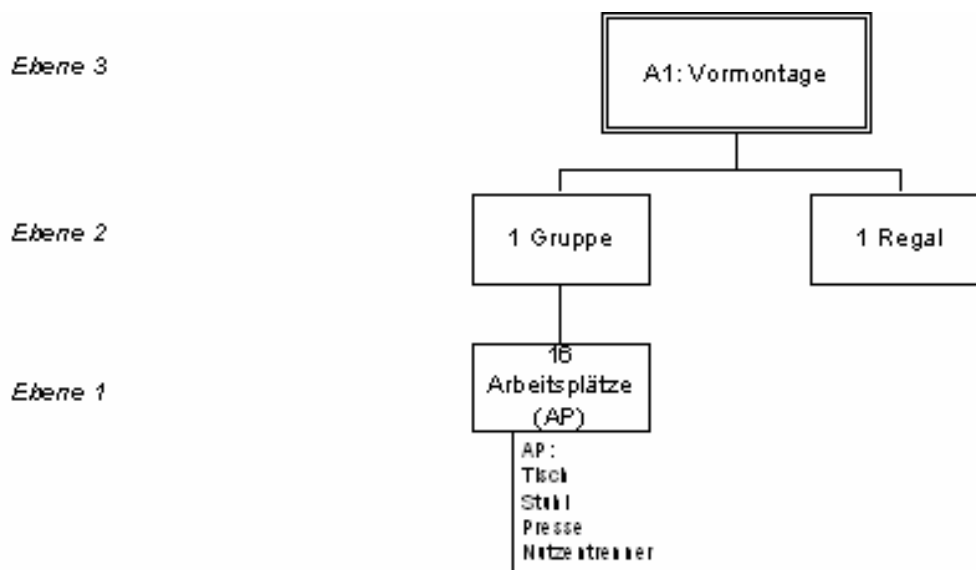 Ebene 3
A1: Vormontage
Ebene 2
1 Gruppe
1 Regal
Ebene 1
16
Arbeitsplätze
(AP)
AP:
Tisch
Stuhl
Presse
Nutzentrenner